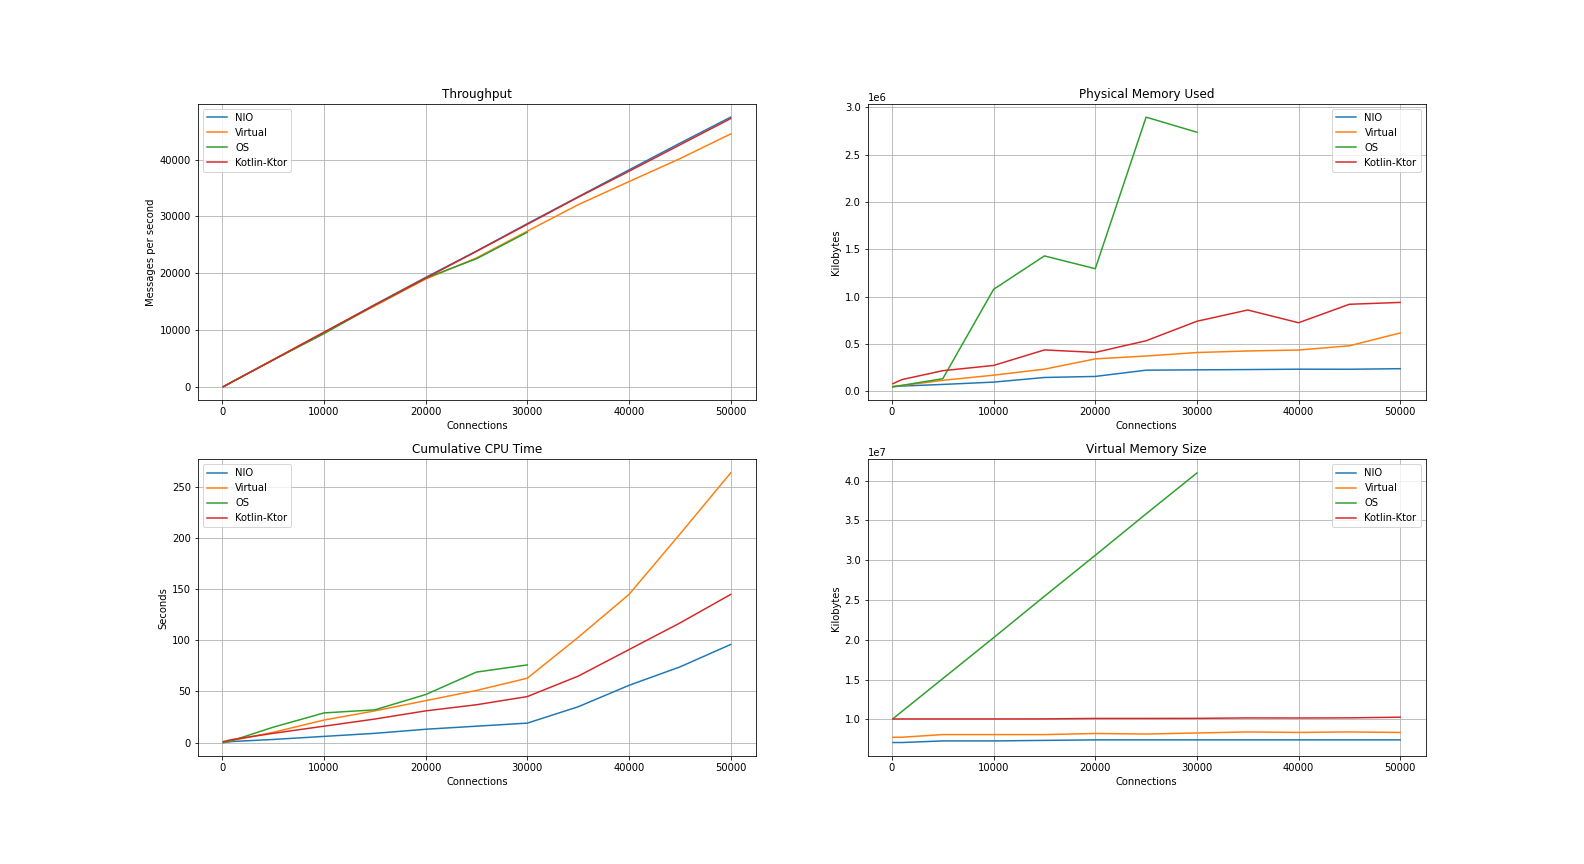 Throughput
NIO
Virtual
OS
Kotlin-Ktor
Messages per second
40000
30000
20000
10000
0
0 10000 20000 30000 40000 50000
Connections
Physical Memory Used
1e6
NIO
Virtual
OS
Kotlin-Ktor
Kilobytes
3.0
2.5
2.0
1.5
1.0
0.5
0.0
0 10000 20000 30000 40000 50000
Connections
Cumulative CPU Time
NIO
Virtual
OS
Kotlin-Ktor
Seconds
250
200
150
100
50
0
0 10000 20000 30000 40000 50000
Connections
Virtual Memory Size
1e7
NIO
Virtual
OS
Kotlin-Ktor
Kilobytes
4.0
3.5
3.0
2.5
2.0
1.5
1.0
0 10000 20000 30000 40000 50000
Connections